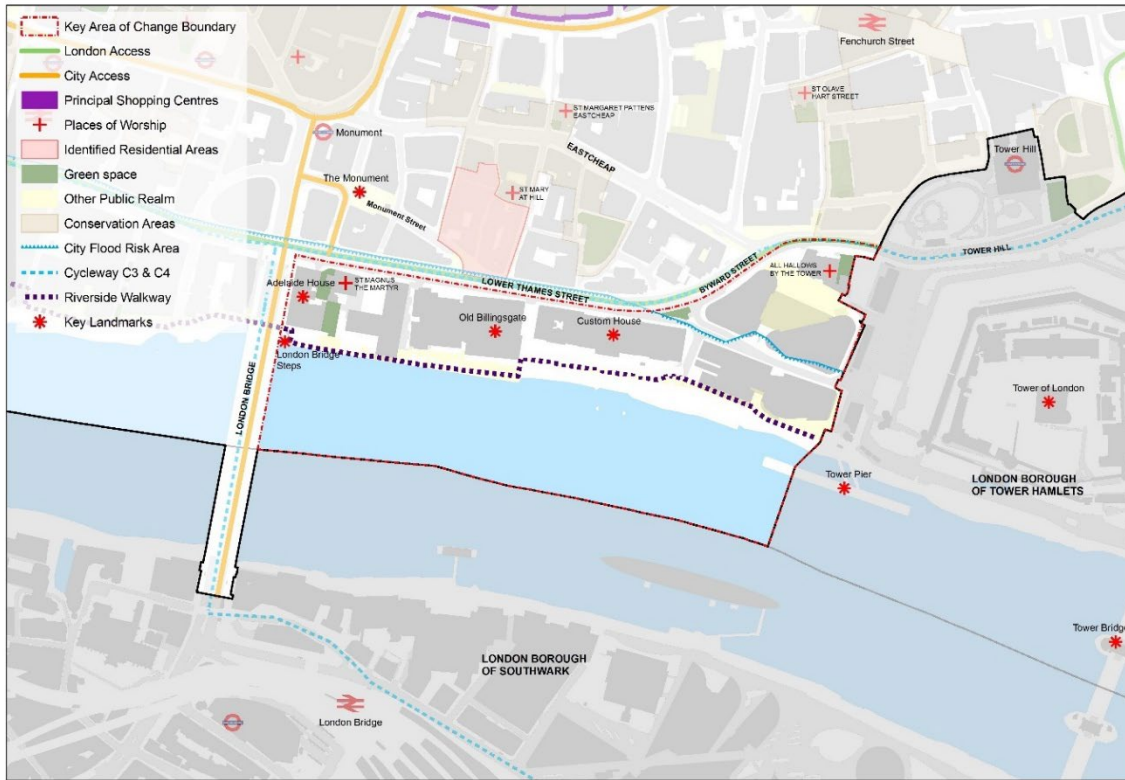 Key Area of Change Boundary
London Access
City Access
Principal Shopping Centres
Places of Worship
Identified Residential Areas
Green space
Other Public Realm
Conservation Areas
City Flood Risk Area
Cycleway C3 & C4
Riverside Walkway
Key Landmarks
Fenchurch Street
ST OLAVE
HART STREET
ST MARGARET PATTENS
EASTCHEAP
Monument
EASTCHEAP
Tower Hill
The Monument
ST MARY
AT HILL
Monument Street
TOWER HILL
BYWARD STREET
ALL HALLOWS
BY THE TOWER
LOWER THAMES STREET
Adelaide House
ST MAGNUS
THE MARTYR
Old Billingsgate
Custom House
London Bridge
Steps
LONDON BRIDGE
Tower of London
Tower Pier
LONDON BOROUGH
OF TOWER HAMLETS
Tower Bridge
LONDON BOROUGH
OF SOUTHWARK
London Bridge